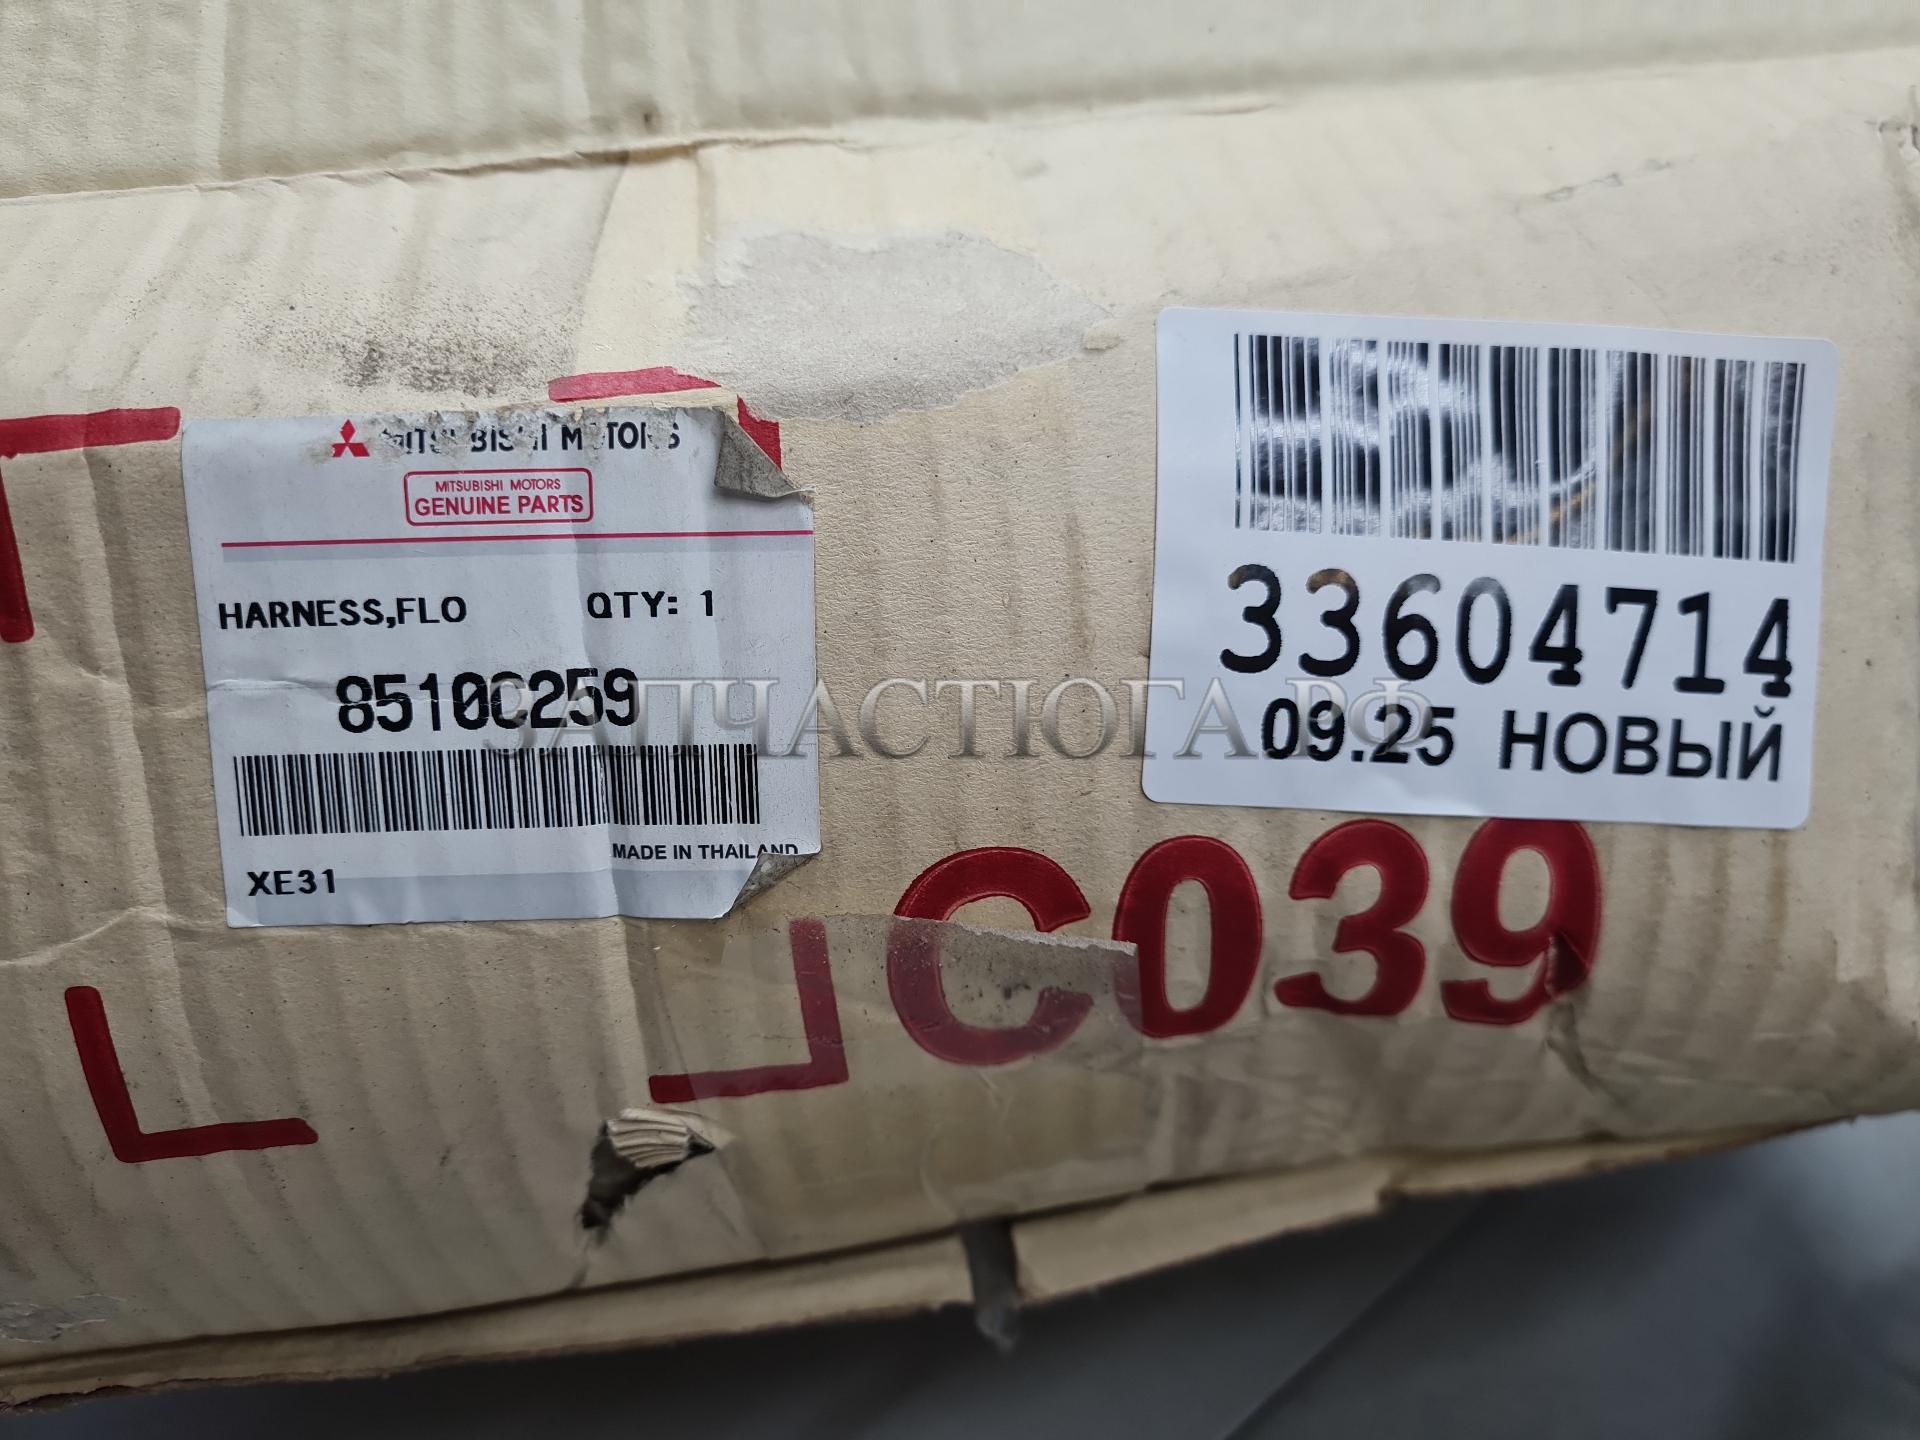 MITSUBISHI MOTORS
MITSUBISHI MOTORS
GENUINE PARTS
HARNESS,FLO QTY: 1
8510C259
MADE IN THAILAND
XE31
33604714
09.25 НОВЫЙ
ЗАПЧАСТЮГА.РФ
C039